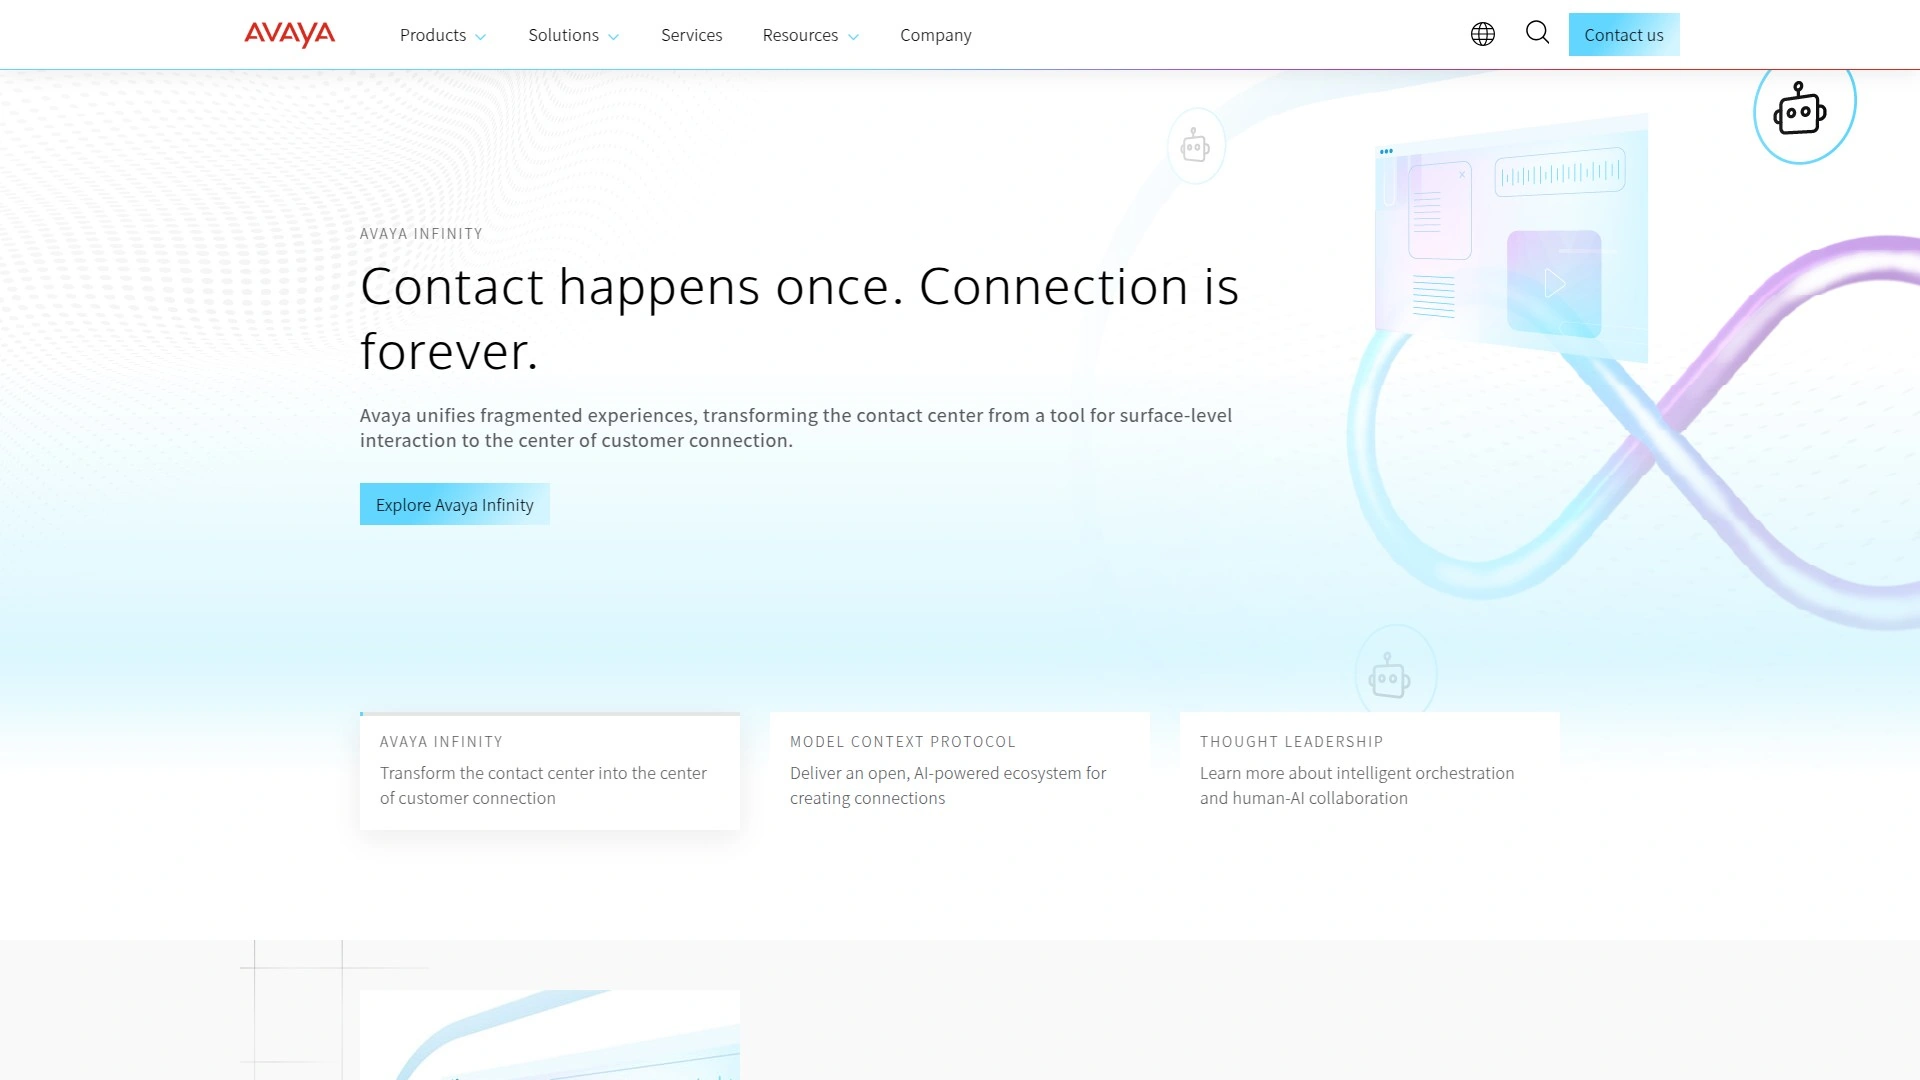 AVAYA
Products
Solutions
Services
Resources
Company
Contact us
AVAYA INFINITY
Contact happens once. Connection is
forever.
Avaya unifies fragmented experiences, transforming the contact center from a tool for surface-level
interaction to the center of customer connection.
Explore Avaya Infinity
AVAYA INFINITY
Transform the contact center into the center
of customer connection
MODEL CONTEXT PROTOCOL
Deliver an open, AI-powered ecosystem for
creating connections
THOUGHT LEADERSHIP
Learn more about intelligent orchestration
and human-AI collaboration